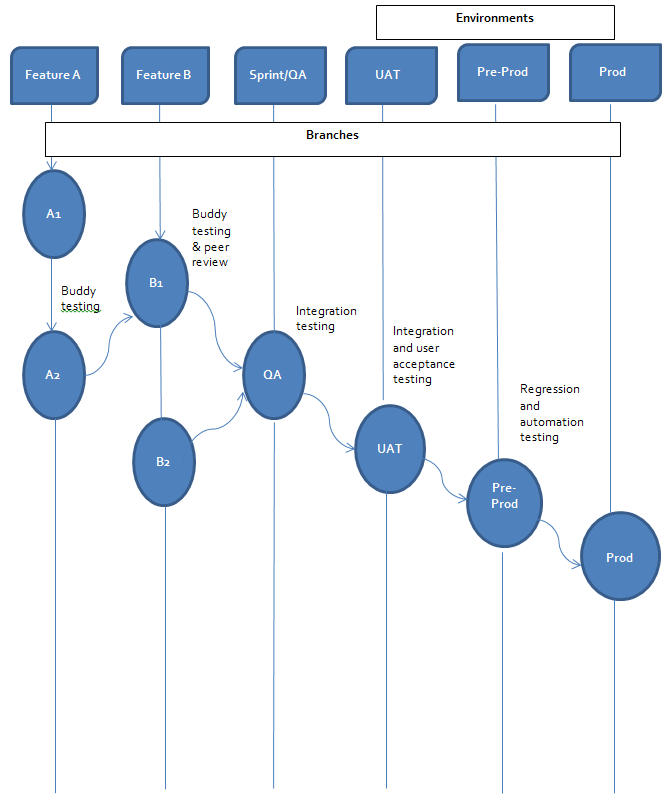 Environments
Feature A
Feature B
Sprint/QA
UAT
Pre-Prod
Prod
Branches
A1
Buddy
testing
& peer
review
B1
Buddy
testing
Integration
testing
Integration
and user
acceptance
testing
A2
QA
Regression
and
automation
testing
B2
UAT
Pre-
Prod
Prod